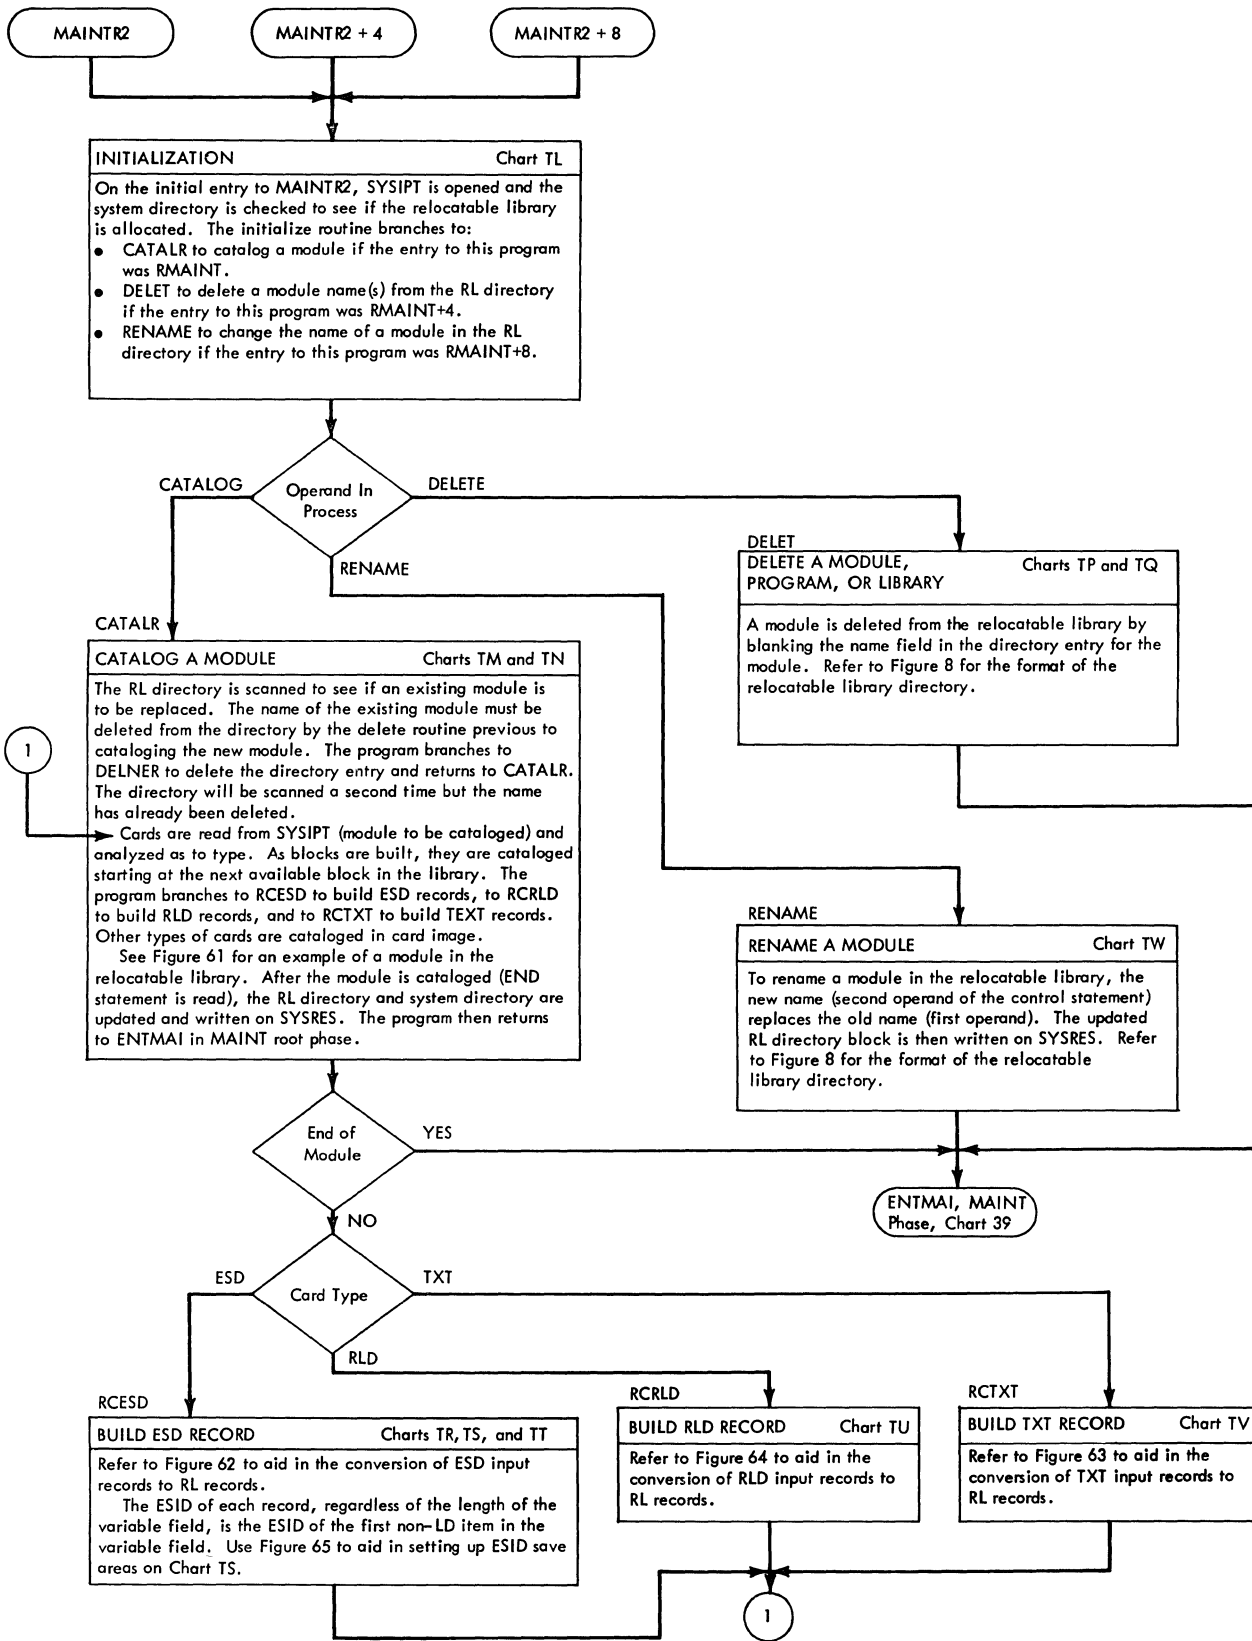 MAINTR2
MAINTR2 + 4
MAINTR2 + 8
INITIALIZATION Chart TL
On the initial entry to MAINTR2, SYSIPT is opened and the
system directory is checked to see if the relocatable library
is allocated. The initialize routine branches to:
• CATALR to catalog a module if the entry to this program
was RMAINT.
• DELET to delete a module name(s) from the RL directory
if the entry to this program was RMAINT+4.
• RENAME to change the name of a module in the RL
directory if the entry to this program was RMAINT+8.
CATALOG
Operand In
Process
DELETE
RENAME
DELET
DELETE A MODULE, Charts TP and TQ
PROGRAM, OR LIBRARY
A module is deleted from the relocatable library by
blanking the name field in the directory entry for the
module. Refer to Figure 8 for the format of the
relocatable library directory.
CATALR
CATALOG A MODULE Charts TM and TN
The RL directory is scanned to see if an existing module is
to be replaced. The name of the existing module must be
deleted from the directory by the delete routine previous to
cataloging the new module. The program branches to
DELNER to delete the directory entry and returns to CATALR.
The directory will be scanned a second time but the name
has already been deleted.
Cards are read from SYSIPT (module to be cataloged) and
analyzed as to type. As blocks are built, they are cataloged
starting at the next available block in the library. The
program branches to RCESD to build ESD records, to RCRLD
to build RLD records, and to RCTXT to build TEXT records.
Other types of cards are cataloged in card image.
See Figure 61 for an example of a module in the
relocatable library. After the module is cataloged (END
statement is read), the RL directory and system directory are
updated and written on SYSRES. The program then returns
to ENTMAI in MAINT root phase.
1
RENAME
RENAME A MODULE Chart TW
To rename a module in the relocatable library, the
new name (second operand of the control statement)
replaces the old name (first operand). The updated
RL directory block is then written on SYSRES. Refer
to Figure 8 for the format of the relocatable
library directory.
End of
Module
YES
NO
ENTMAI, MAINT
Phase, Chart 39
ESD
Card Type
TXT
RLD
RCESD
BUILD ESD RECORD Charts TR, TS, and TT
Refer to Figure 62 to aid in the conversion of ESD input
records to RL records.
The ESID of each record, regardless of the length of the
variable field, is the ESID of the first non-LD item in the
variable field. Use Figure 65 to aid in setting up ESID save
areas on Chart TS.
RCRLD
BUILD RLD RECORD Chart TU
Refer to Figure 64 to aid in the
conversion of RLD input records to
RL records.
RCTXT
BUILD TXT RECORD Chart TV
Refer to Figure 63 to aid in the
conversion of TXT input records to
RL records.
1